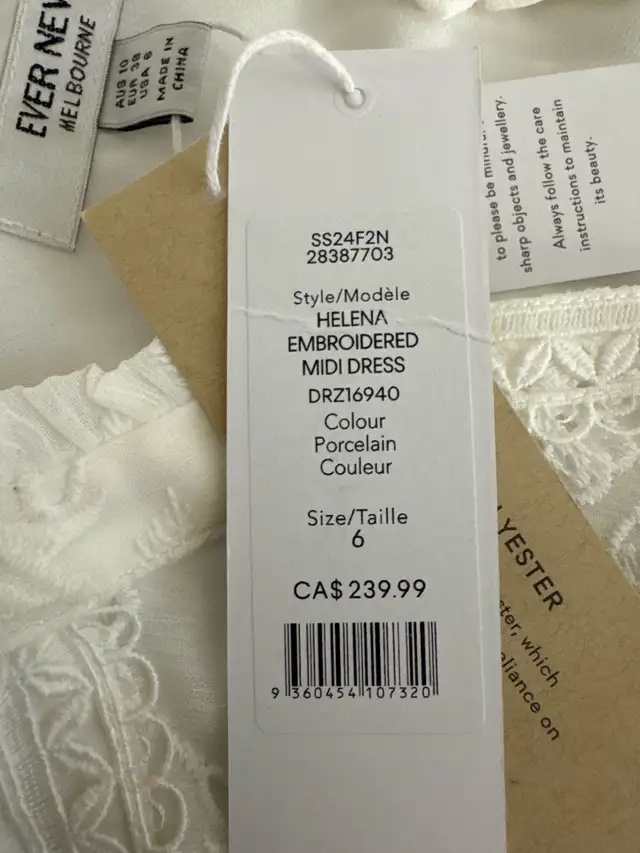 EVER NEW
MELBOURNE
AUS 10
EUR 38
USA 6
MADE IN
CHINA
SS24F2N
28387703
Style/Modèle
HELENA
EMBROIDERED
MIDI DRESS
DRZ16940
Colour
Porcelain
Couleur
Size/Taille
6
CA$ 239.99
9 360454 107320
to please be
sharp objects and jewellery.
Always follow the care
instructions to maintain
its beauty.
LYESTER
ster, which
liance on